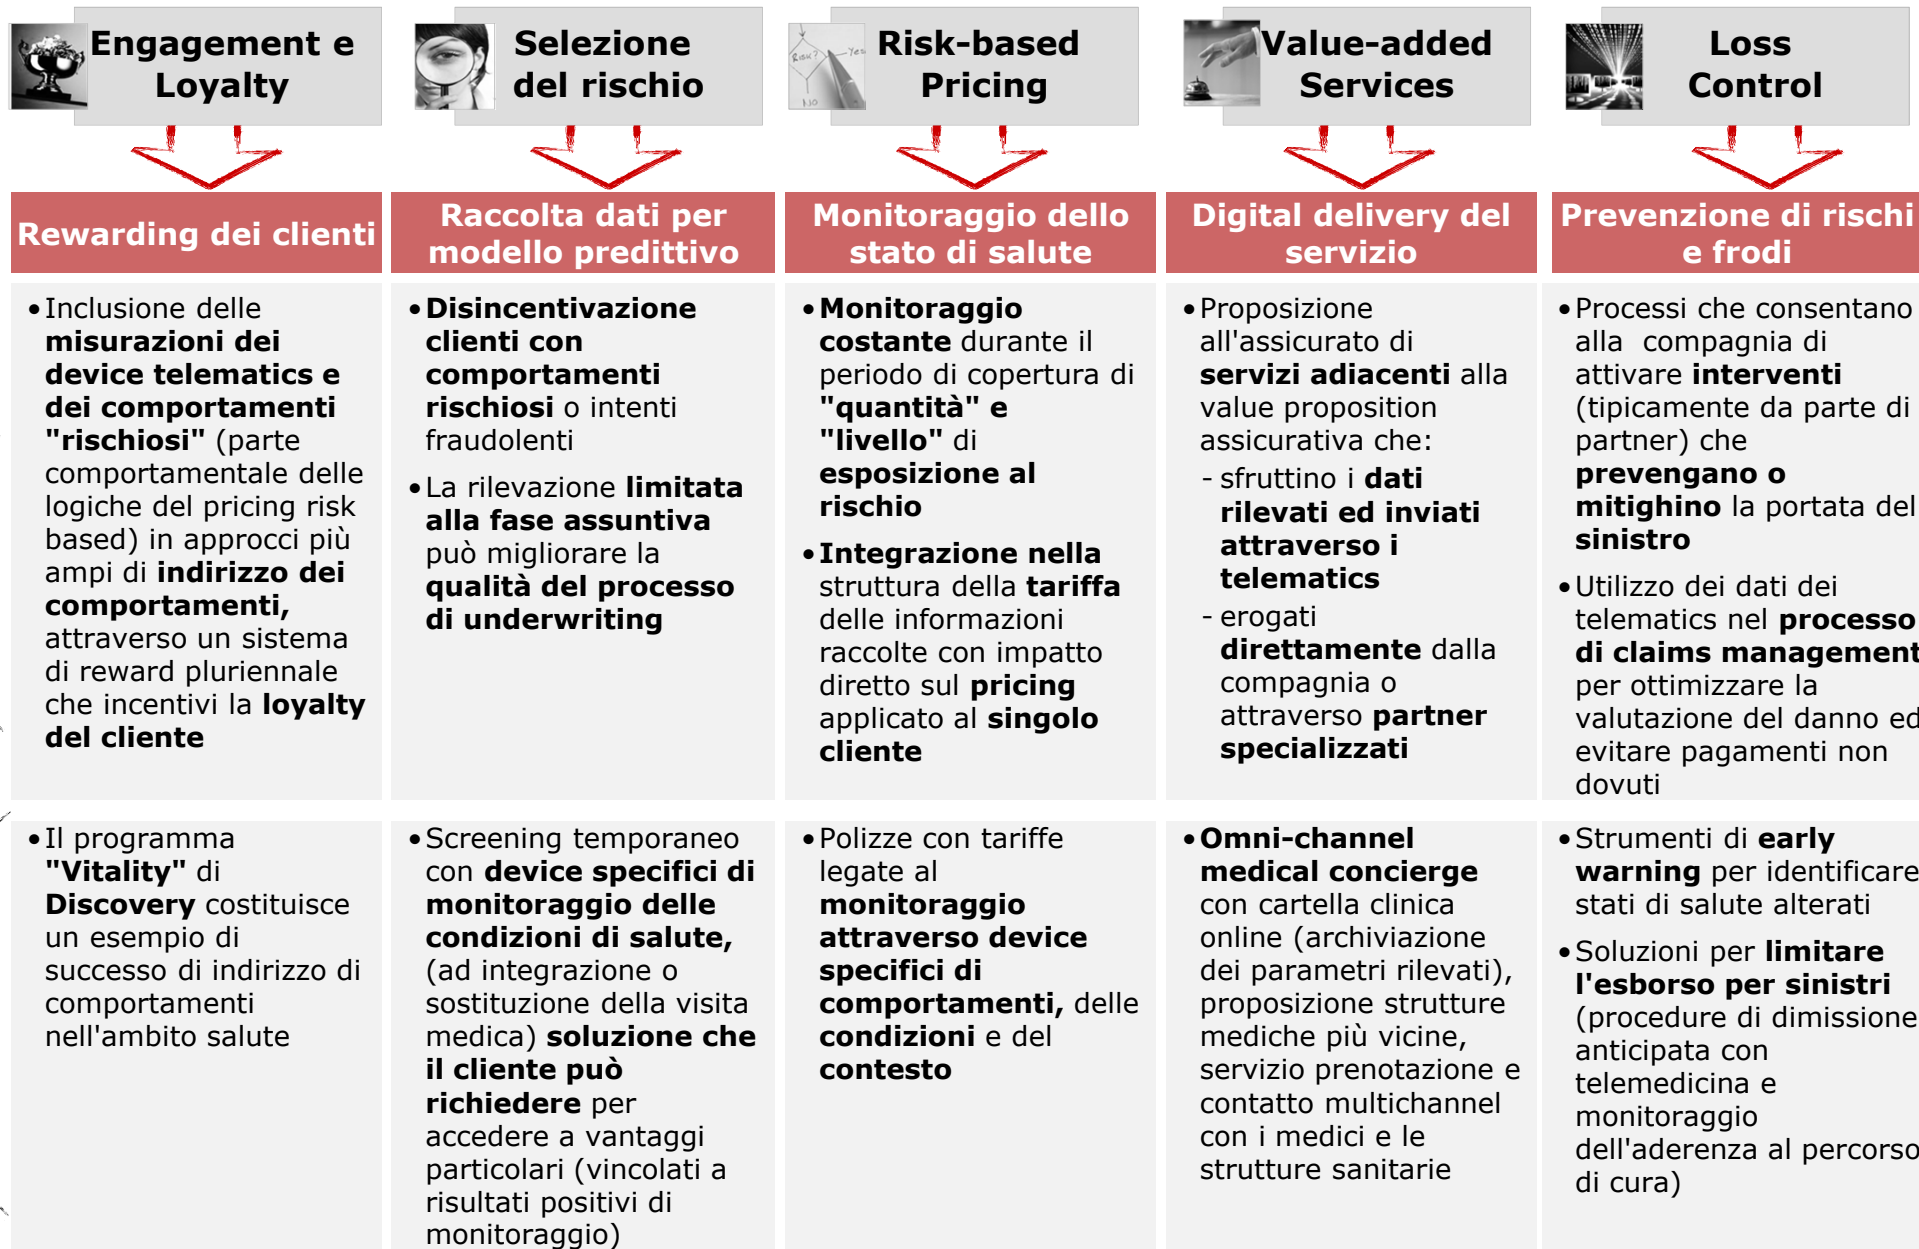 Engagement e
Loyalty
Selezione
del rischio
Risk-based
Pricing
Value-added
Services
Loss
Control
Rewarding dei clienti
Raccolta dati per
modello predittivo
Monitoraggio dello
stato di salute
Digital delivery del
servizio
Prevenzione di rischi
e frodi
•Inclusione delle
misurazioni dei
device telematics e
dei comportamenti
"rischiosi" (parte
comportamentale delle
logiche del pricing risk
based) in approcci più
ampi di indirizzo dei
comportamenti,
attraverso un sistema
di reward pluriennale
che incentivi la loyalty
del cliente
•Disincentivazione
clienti con
comportamenti
rischiosi o intenti
fraudolenti
•La rilevazione limitata
alla fase assuntiva
può migliorare la
qualità del processo
di underwriting
•Monitoraggio
costante durante il
periodo di copertura di
"quantità" e
"livello" di
esposizione al
rischio
•Integrazione nella
struttura della tariffa
delle informazioni
raccolte con impatto
diretto sul pricing
applicato al singolo
cliente
•Proposizione
all'assicurato di
servizi adiacenti alla
value proposition
assicurativa che:
- sfruttino i dati
rilevati ed inviati
attraverso i
telematics
- erogati
direttamente dalla
compagnia o
attraverso partner
specializzati
•Processi che consentano
alla compagnia di
attivare interventi
(tipicamente da parte di
partner) che
prevengano o
mitighino la portata del
sinistro
•Utilizzo dei dati dei
telematics nel processo
di claims management
per ottimizzare la
valutazione del danno ed
evitare pagamenti non
dovuti
•Il programma
"Vitality" di
Discovery costituisce
un esempio di
successo di indirizzo di
comportamenti
nell'ambito salute
•Screening temporaneo
con device specifici di
monitoraggio delle
condizioni di salute,
(ad integrazione o
sostituzione della visita
medica) soluzione che
il cliente può
richiedere per
accedere a vantaggi
particolari (vincolati a
risultati positivi di
monitoraggio)
•Polizze con tariffe
legate al
monitoraggio
attraverso device
specifici di
comportamenti, delle
condizioni e del
contesto
•Omni-channel
medical concierge
con cartella clinica
online (archiviazione
dei parametri rilevati),
proposizione strutture
mediche più vicine,
servizio prenotazione e
contatto multichannel
con i medici e le
strutture sanitarie
•Strumenti di early
warning per identificare
stati di salute alterati
•Soluzioni per limitare
l'esborso per sinistri
(procedure di dimissione
anticipata con
telemedicina e
monitoraggio
dell'aderenza al percorso
di cura)
Risk?
Yes
NO